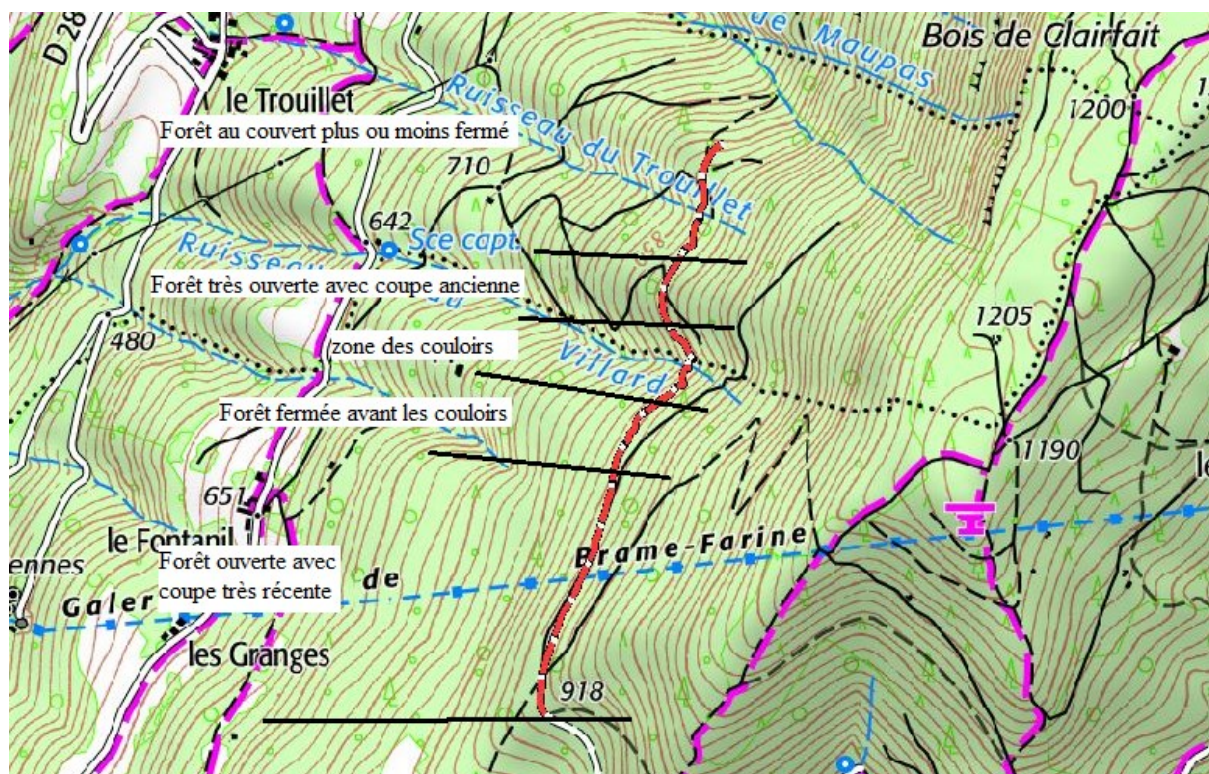 D 28
de Maupas
Bois de Clairfait
le Trouillet
Ruisseau du Trouillet
1200
Forêt au couvert plus ou moins fermé
710
642
Sce capt.
Ruisseau
du
Forêt très ouverte avec coupe ancienne
480
zone des couloirs
Villard
1205
Forêt fermée avant les couloirs
1190
651
le Fontanil
Forêt ouverte avec
coupe très récente
ennes
Galer
de
Brame-Farine
les Granges
918